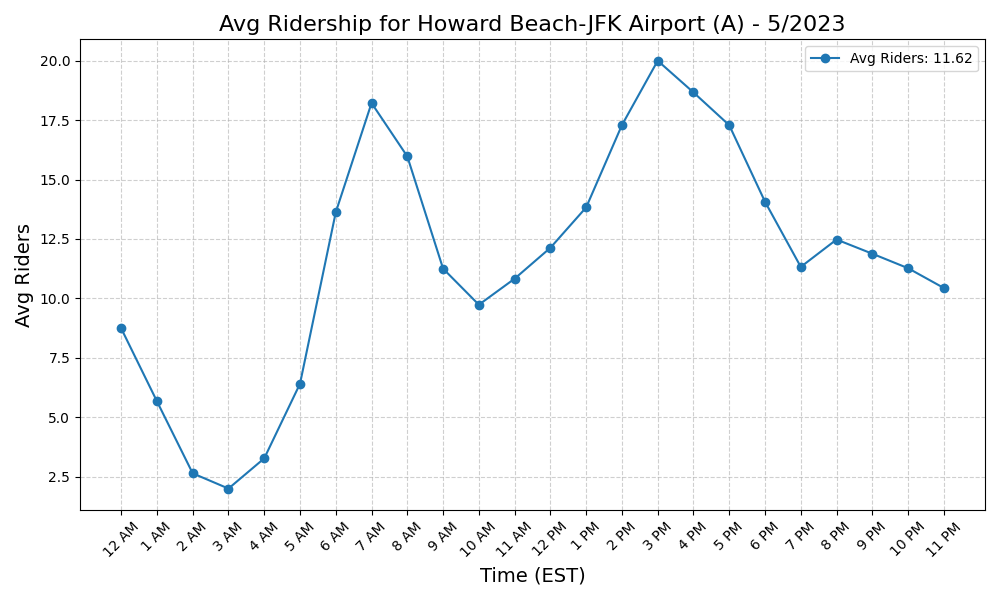 Avg Ridership for Howard Beach-JFK Airport (A) - 5/2023
Avg Riders: 11.62
Avg Riders
20.0
17.5
15.0
12.5
10.0
7.5
5.0
2.5
12 AM
1 AM
2 AM
3 AM
4 AM
5 AM
6 AM
7 AM
8 AM
9 AM
10 AM
11 AM
12 PM
1 PM
2 PM
3 PM
4 PM
5 PM
6 PM
7 PM
8 PM
9 PM
10 PM
11 PM
Time (EST)